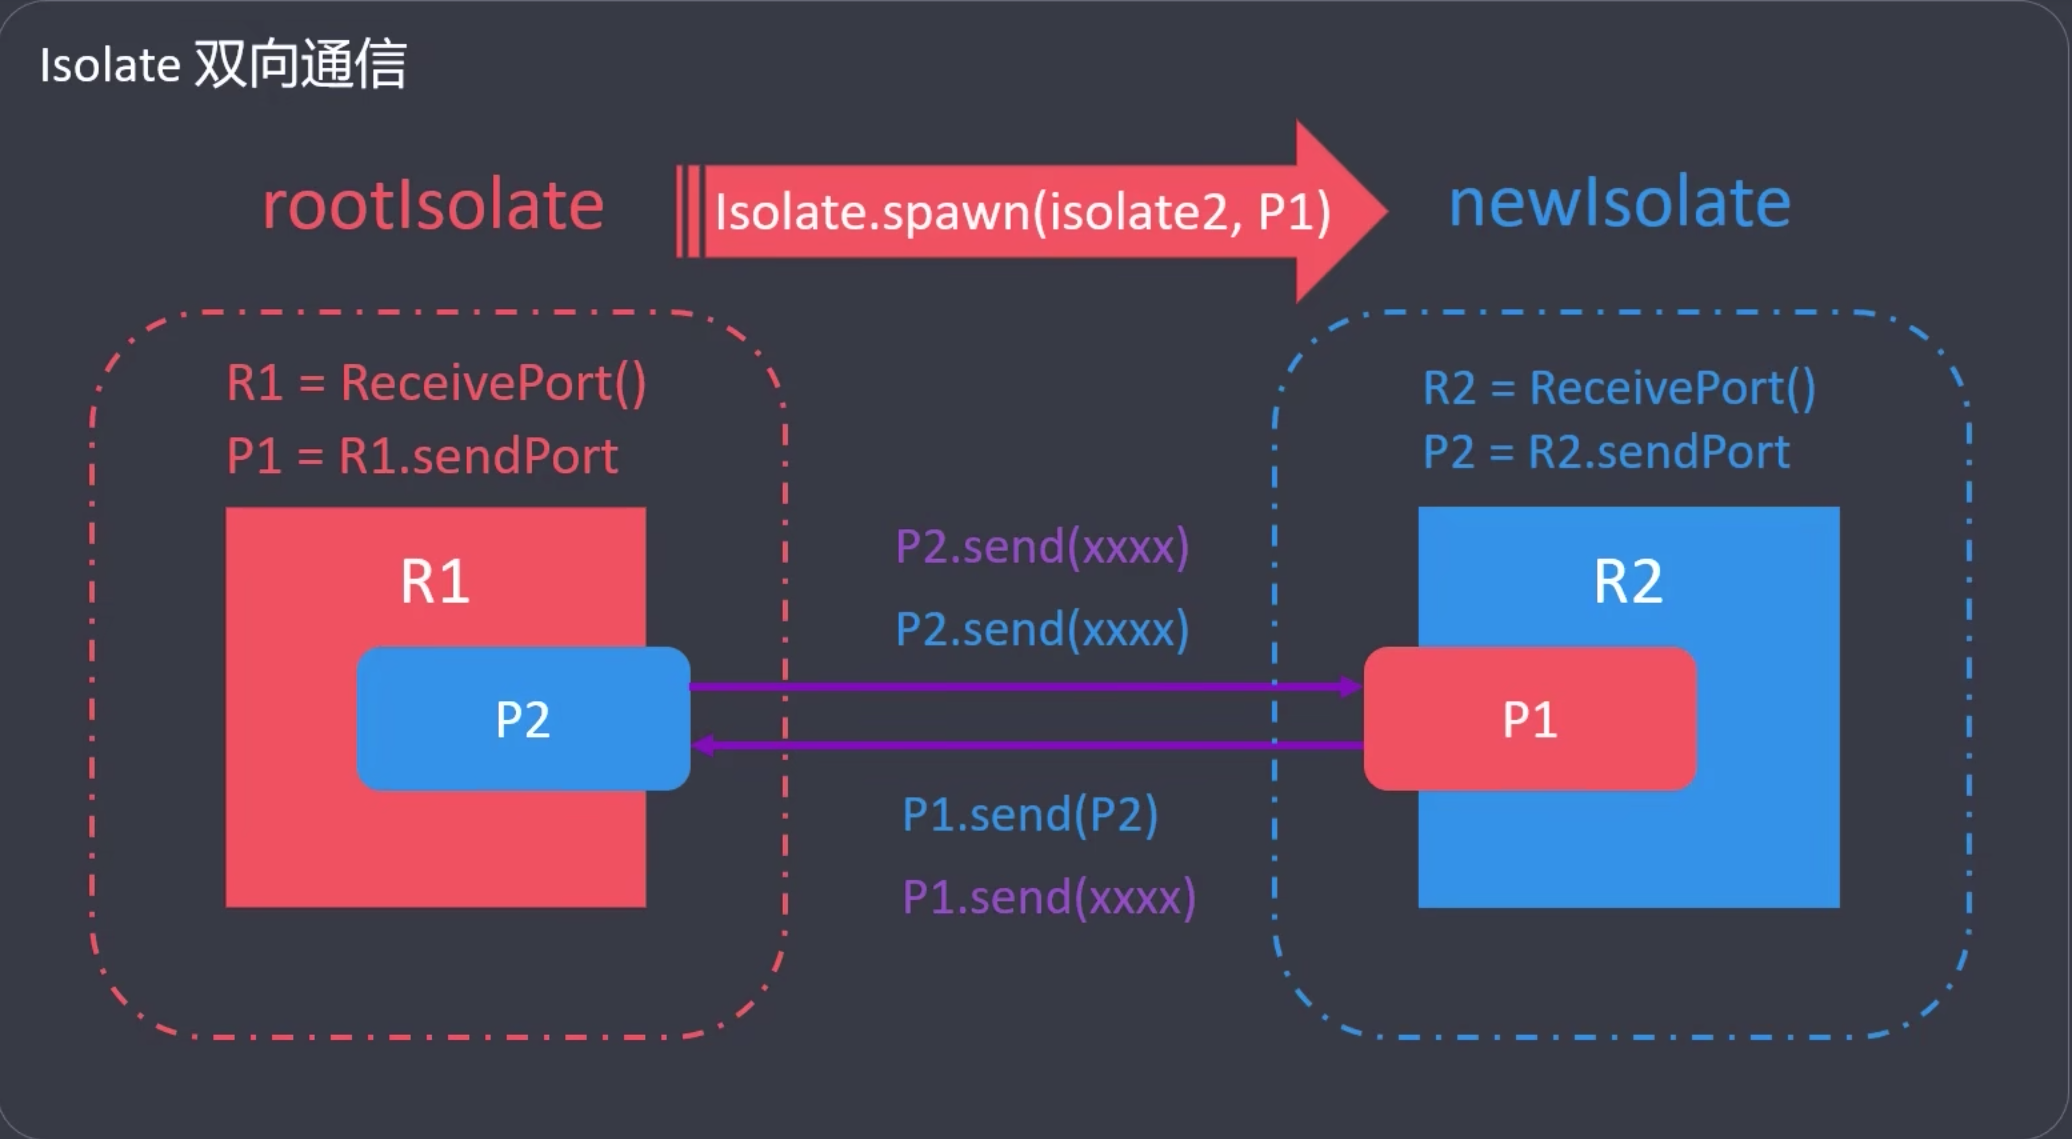 Isolate 双向通信
rootIsolate
Isolate.spawn(isolate2, P1)
newIsolate
R1 = ReceivePort()
P1 = R1.sendPort
R1
P2
P2.send(xxxx)
P2.send(xxxx)
P1.send(P2)
P1.send(xxxx)
R2 = ReceivePort()
P2 = R2.sendPort
R2
P1